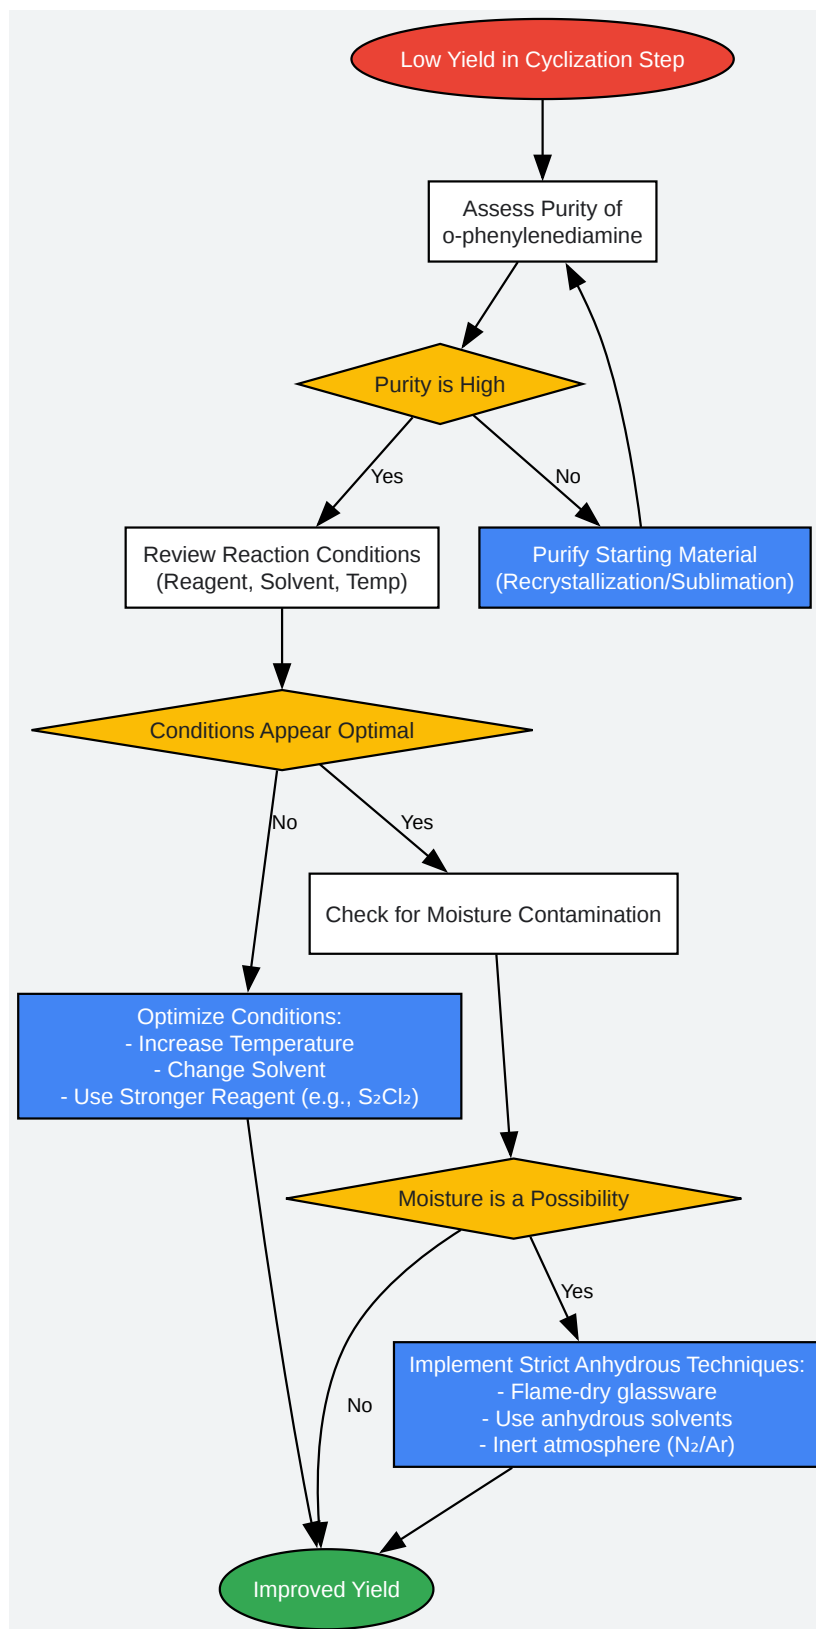 Low Yield in Cyclization Step
Assess Purity of
o-phenylenediamine
Purity is High
Yes
No
Review Reaction Conditions
(Reagent, Solvent, Temp)
Purify Starting Material
(Recrystallization/Sublimation)
Conditions Appear Optimal
No
Yes
Check for Moisture Contamination
Optimize Conditions:
- Increase Temperature
- Change Solvent
- Use Stronger Reagent (e.g., S₂Cl₂)
Moisture is a Possibility
Yes
No
Implement Strict Anhydrous Techniques:
- Flame-dry glassware
- Use anhydrous solvents
- Inert atmosphere (N₂/Ar)
Improved Yield